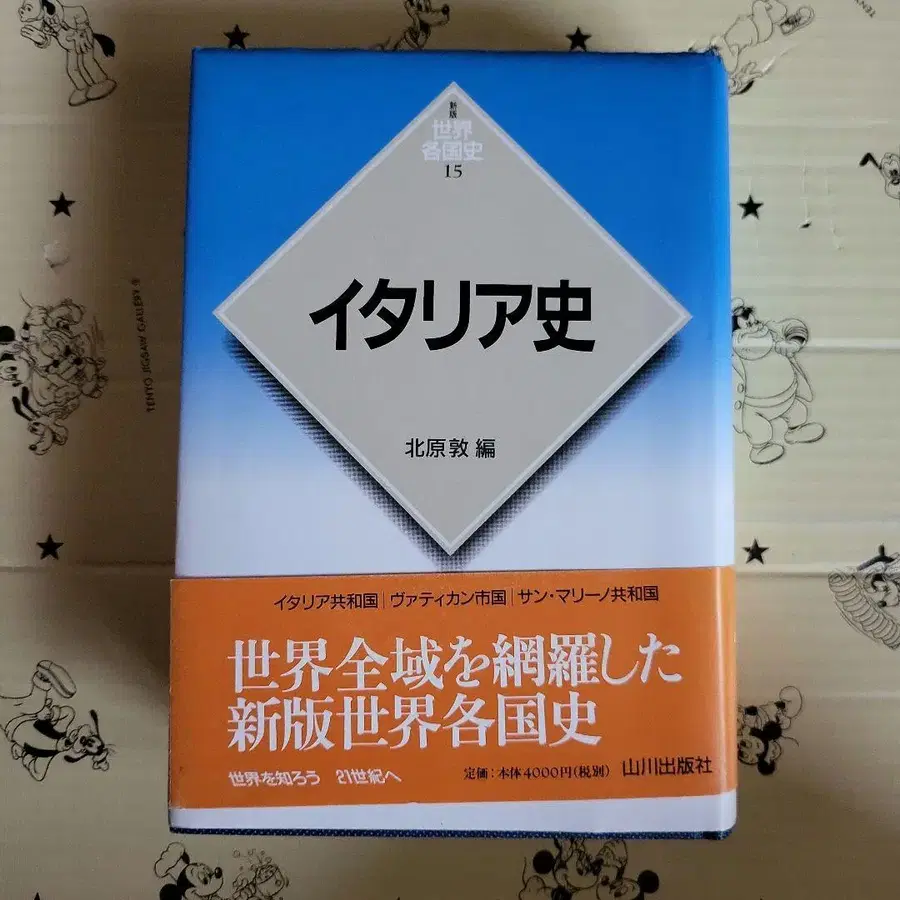 新版
世界
各国史
15
イタリア史
北原敦 編
イタリア共和国|ヴァティカン市国|サン・マリーノ共和国
世界全域を網羅した
新版世界各国史
世界を知ろう 21世紀へ
定価:本体4000円(税別) 山川出版社
TENYO JIGSAW GALLERY